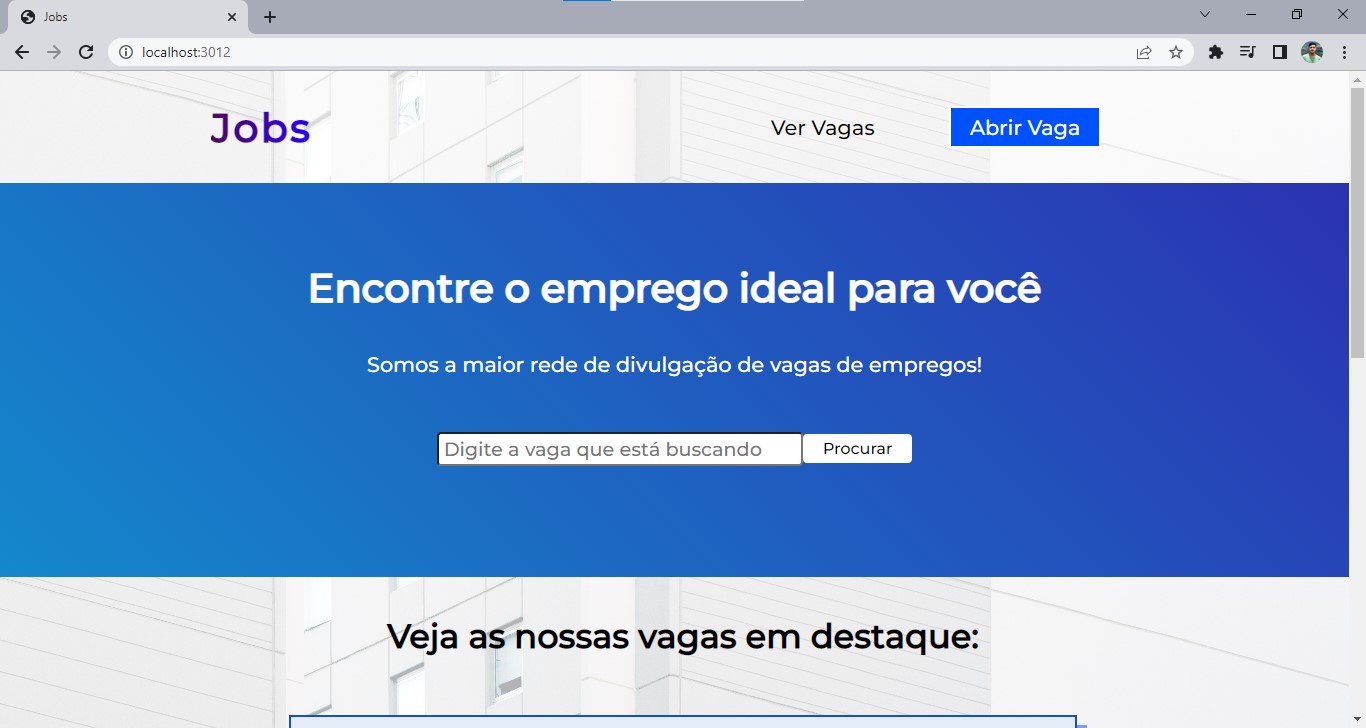 Jobs
localhost:3012
Jobs
Ver Vagas
Abrir Vaga
Encontre o emprego ideal para você
Somos a maior rede de divulgação de vagas de empregos!
Digite a vaga que está buscando
Procurar
Veja as nossas vagas em destaque: